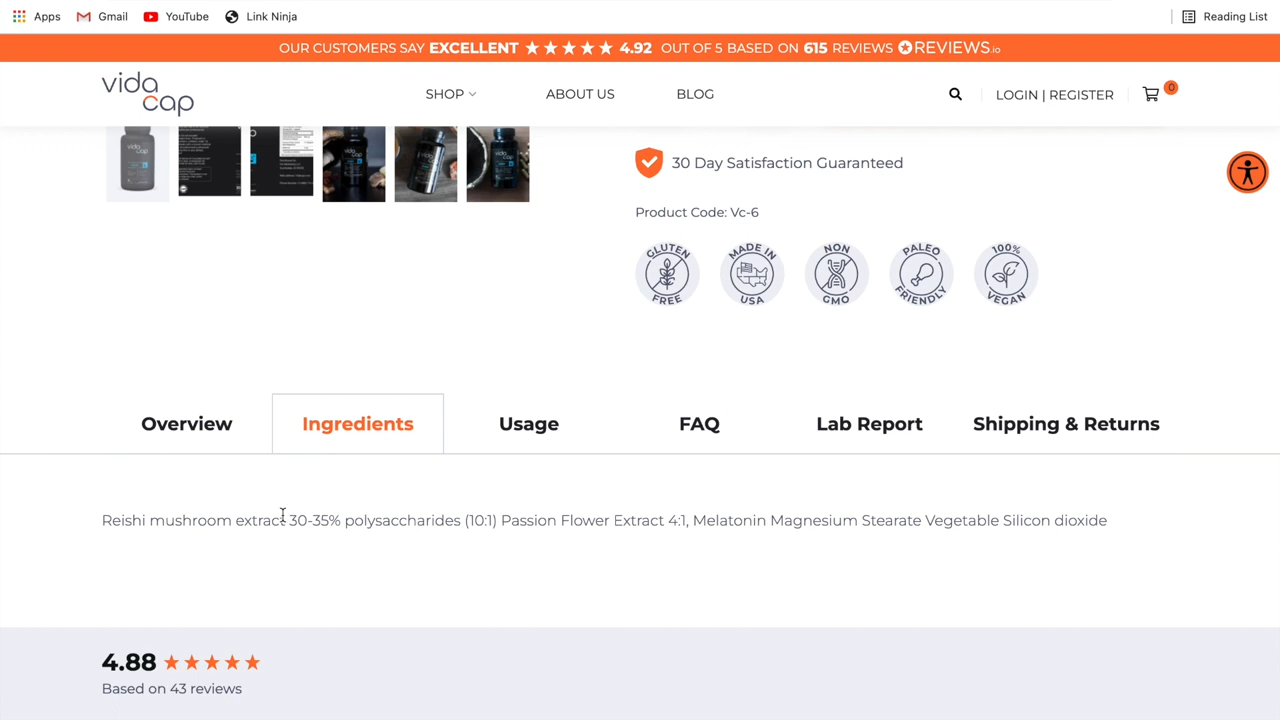 Apps Gmail YouTube Link Ninja Reading List
OUR CUSTOMERS SAY EXCELLENT 4.92 OUT OF 5 BASED ON 615 REVIEWS REVIEWS.io
vida cap
SHOP ABOUT US BLOG LOGIN | REGISTER 0
30 Day Satisfaction Guaranteed
Product Code: Vc-6
GLUTEN FREE MADE IN USA NON GMO PALEO FRIENDLY 100% VEGAN
Overview Ingredients Usage FAQ Lab Report Shipping & Returns
Reishi mushroom extract 30-35% polysaccharides (10:1) Passion Flower Extract 4:1, Melatonin Magnesium Stearate Vegetable Silicon dioxide
4.88
Based on 43 reviews